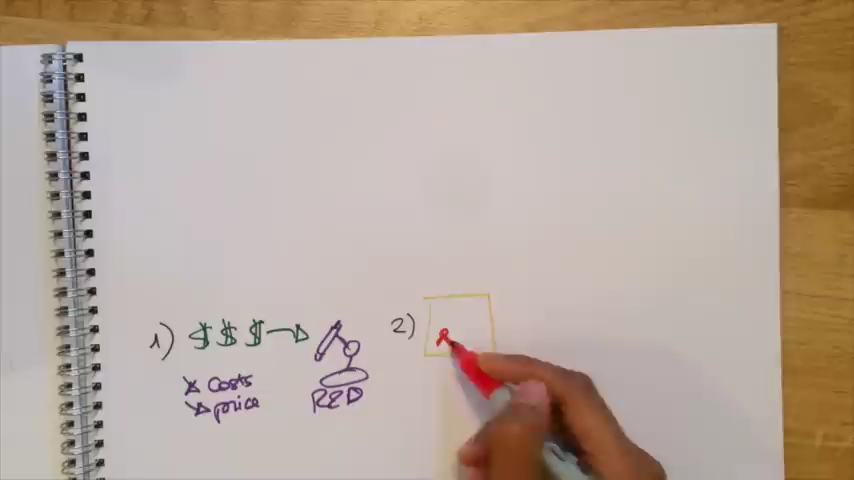 1) $ $ $
↘ Costs
↘ price
R&D
2)